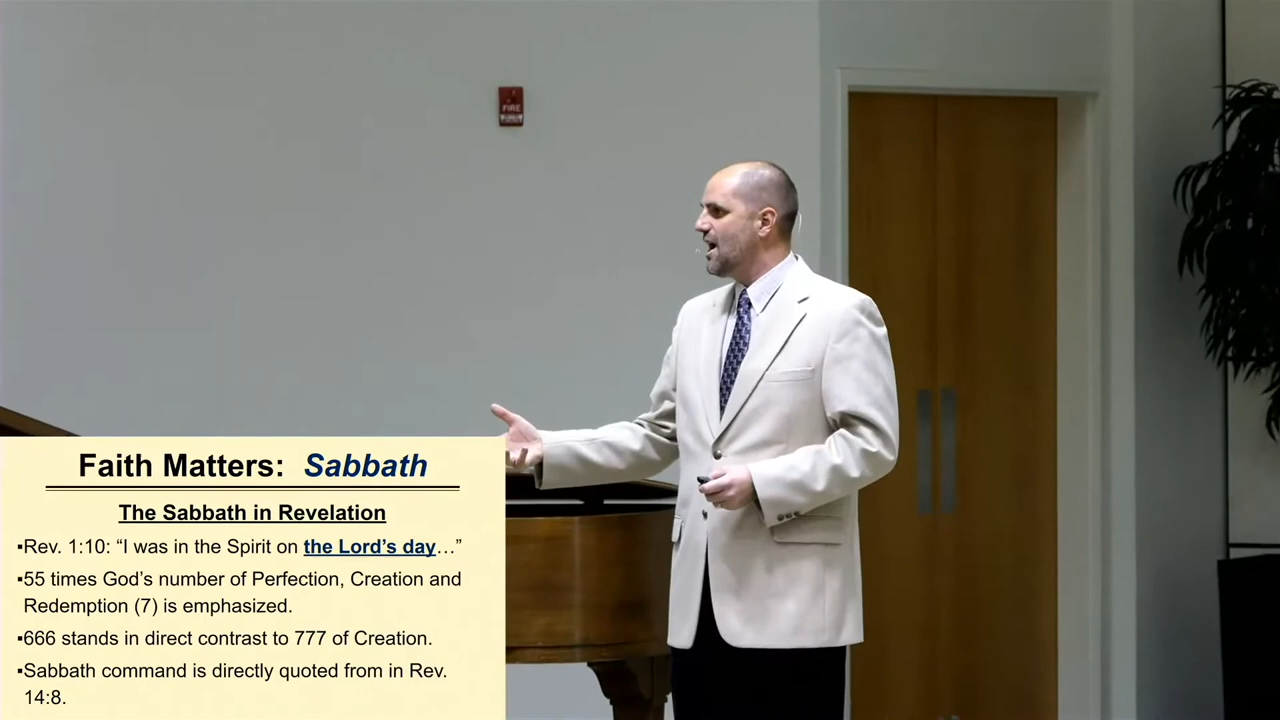 FIRE
Faith Matters: Sabbath
The Sabbath in Revelation
▪Rev. 1:10: “I was in the Spirit on the Lord’s day…”
▪55 times God’s number of Perfection, Creation and
Redemption (7) is emphasized.
▪666 stands in direct contrast to 777 of Creation.
▪Sabbath command is directly quoted from in Rev.
14:8.